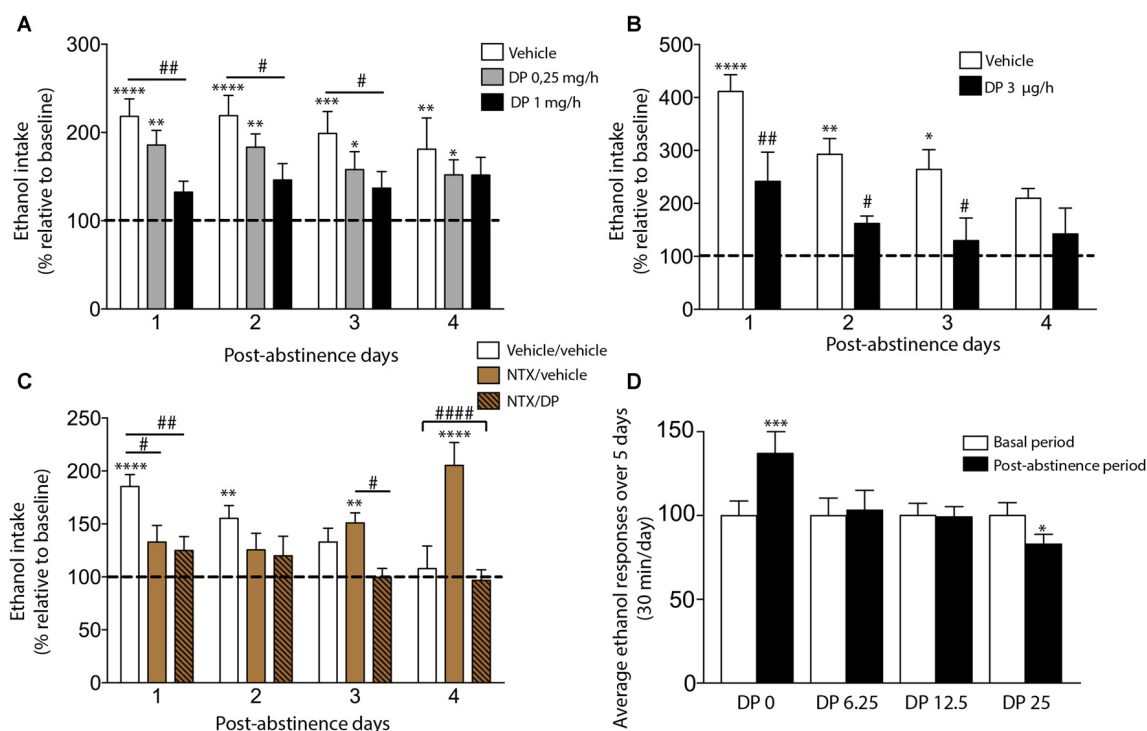 A
Ethanol intake
(% relative to baseline)
300
200
100
0
Vehicle
DP 0,25 mg/h
DP 1 mg/h
##
#
#
**** ** **** ** *** * ** *
1 2 3 4
Post-abstinence days
B
Ethanol intake
(% relative to baseline)
500
400
300
200
100
0
Vehicle
DP 3 µg/h
**** ## ** # * #
1 2 3 4
Post-abstinence days
C
Ethanol intake
(% relative to baseline)
250
200
150
100
50
0
Vehicle/vehicle
NTX/vehicle
NTX/DP
##
#
#
####
**** ** ** ****
1 2 3 4
Post-abstinence days
D
Average ethanol responses over 5 days
(30 min/day)
150
100
50
0
Basal period
Post-abstinence period
*** *
DP 0 DP 6.25 DP 12.5 DP 25